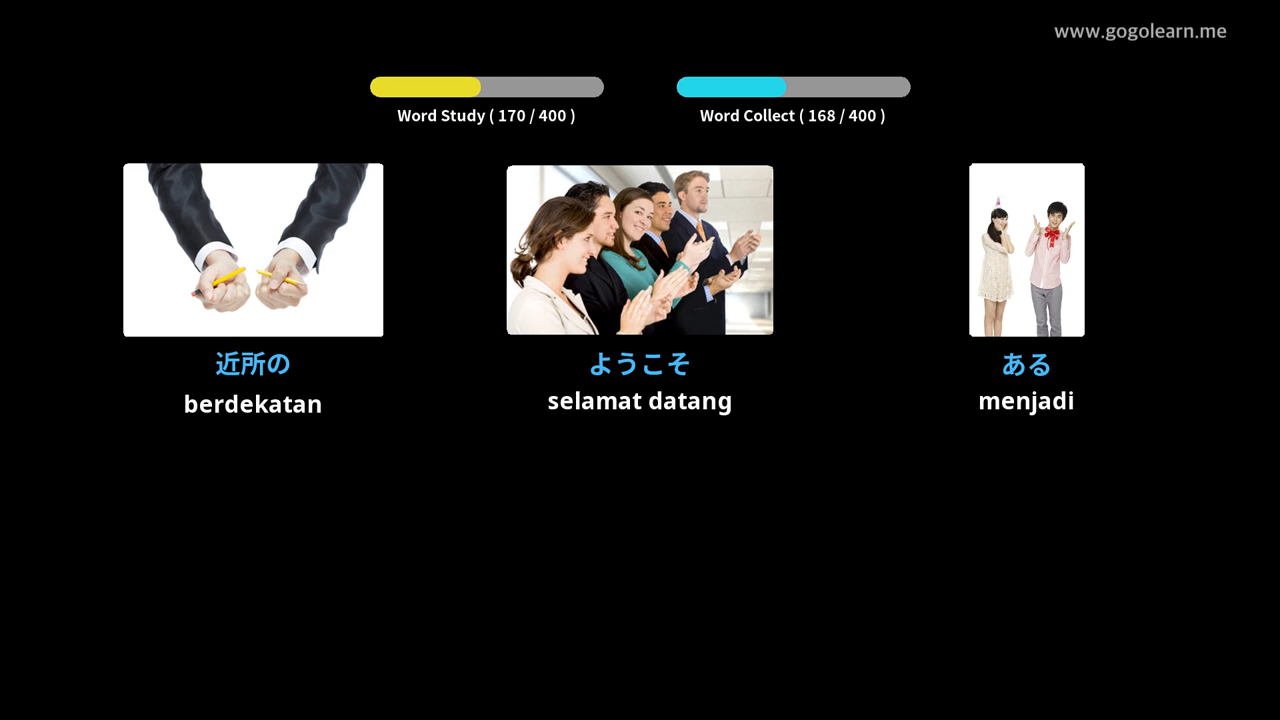 www.gogolearn.me
Word Study ( 170 / 400 )
Word Collect ( 168 / 400 )
近所の
berdekatan
ようこそ
selamat datang
ある
menjadi